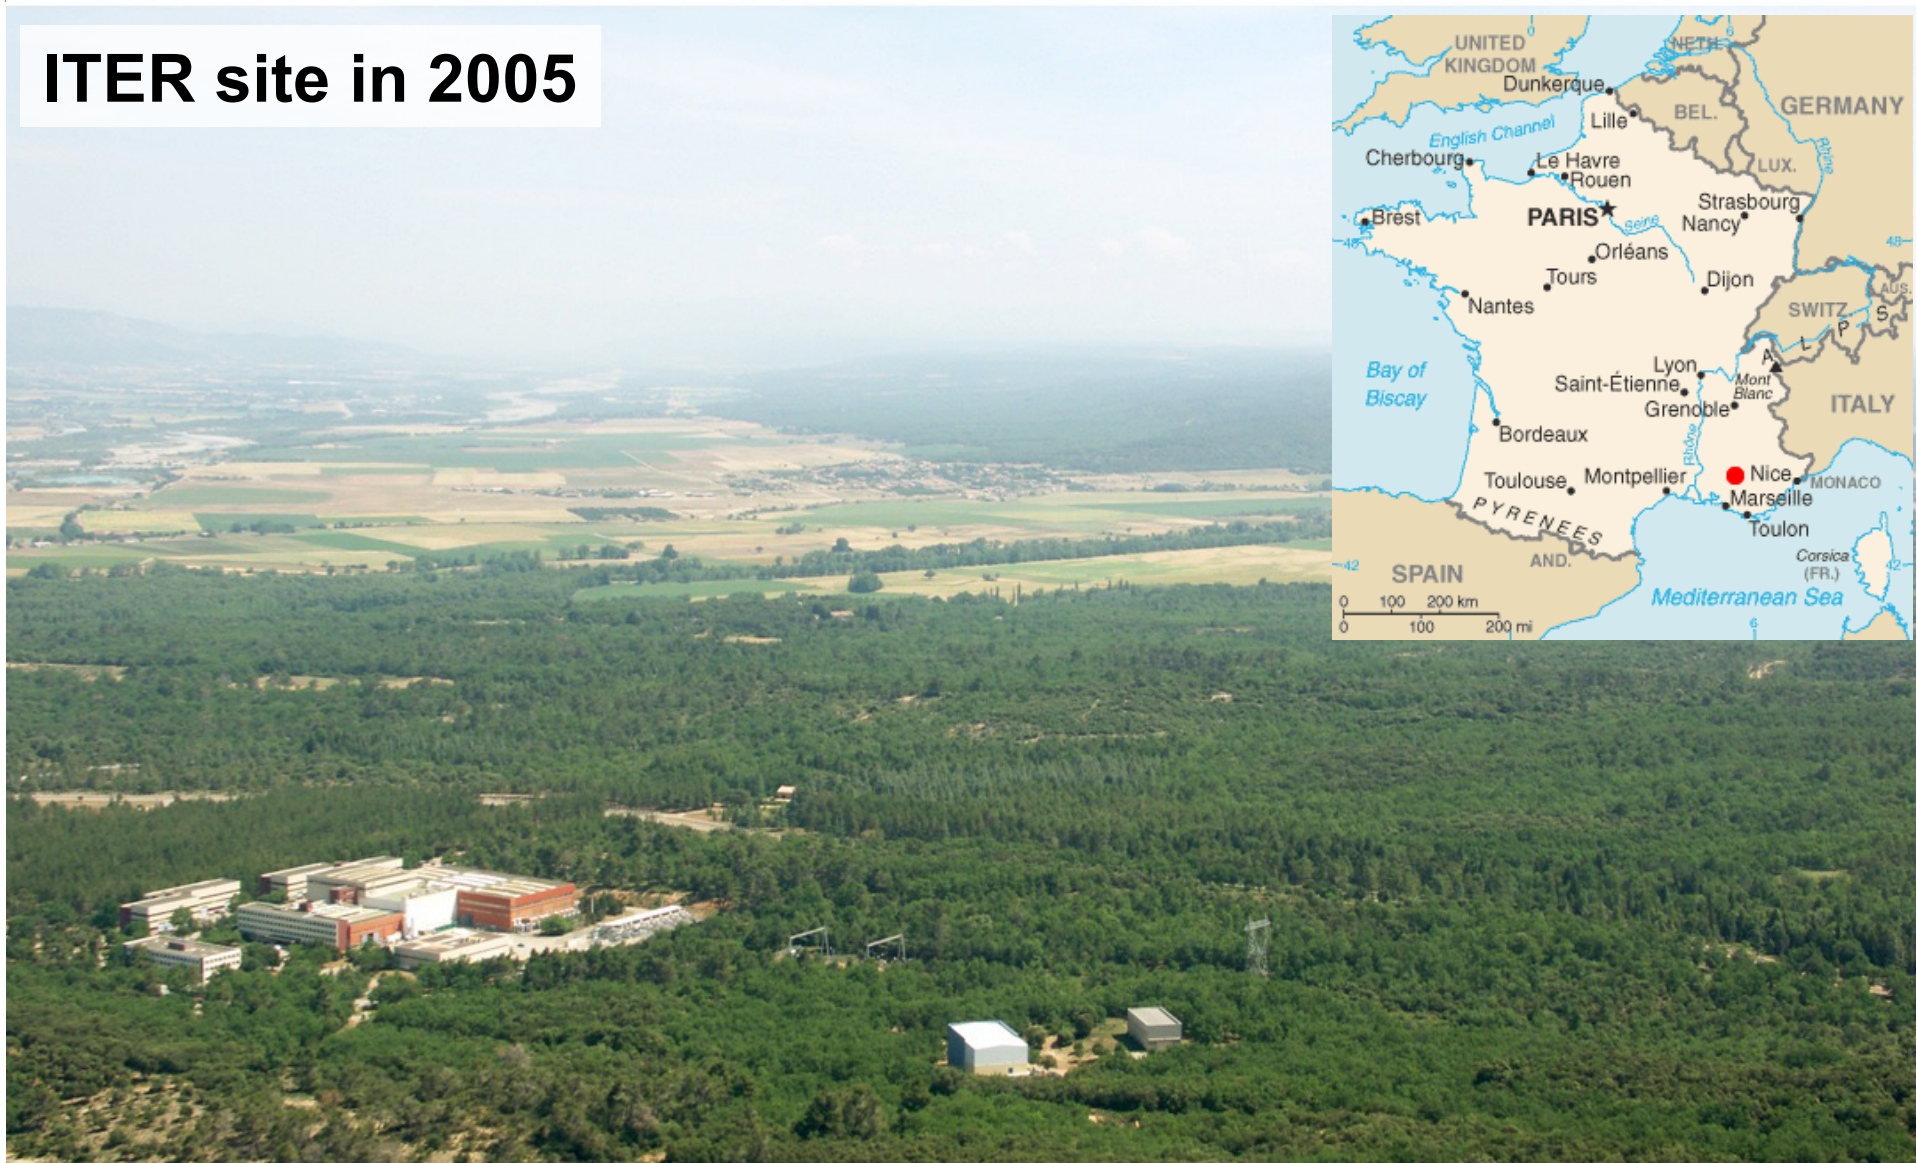 ITER site in 2005
0
6
UNITED
KINGDOM
NETH.
Dunkerque
GERMANY
BEL.
Lille
English Channel
Rhine
Cherbourg
Le Havre
LUX.
Rouen
Strasbourg
PARIS
Brest
Nancy
Seine
48
48
Orléans
Tours
Dijon
AUS.
Nantes
SWITZ.
A L P S
Lyon
Bay of
Biscay
Saint-Étienne
Mont
Blanc
Grenoble
ITALY
Bordeaux
Rhône
Toulouse
Montpellier
Nice
MONACO
Marseille
PYRENEES
Toulon
Corsica
(FR.)
AND.
42
42
SPAIN
Mediterranean Sea
0 100 200 km
0 100 200 mi
6